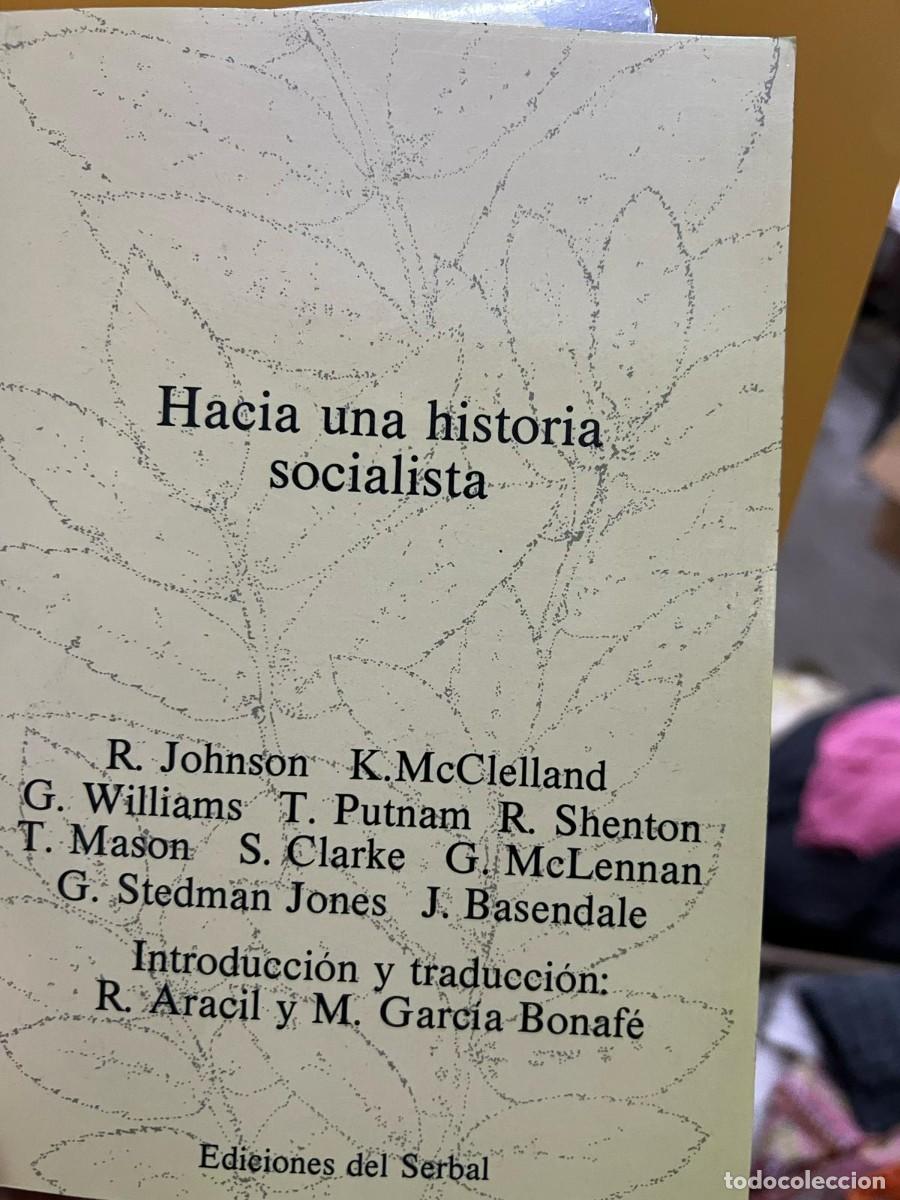 Hacia una historia
socialista
R. Johnson K.McClelland
G. Williams T. Putnam R. Shenton
T. Mason S. Clarke G. McLennan
G. Stedman Jones J. Basendale
Introducción y traducción:
R. Aracil y M. García Bonafé
Ediciones del Serbal
todocoleccion